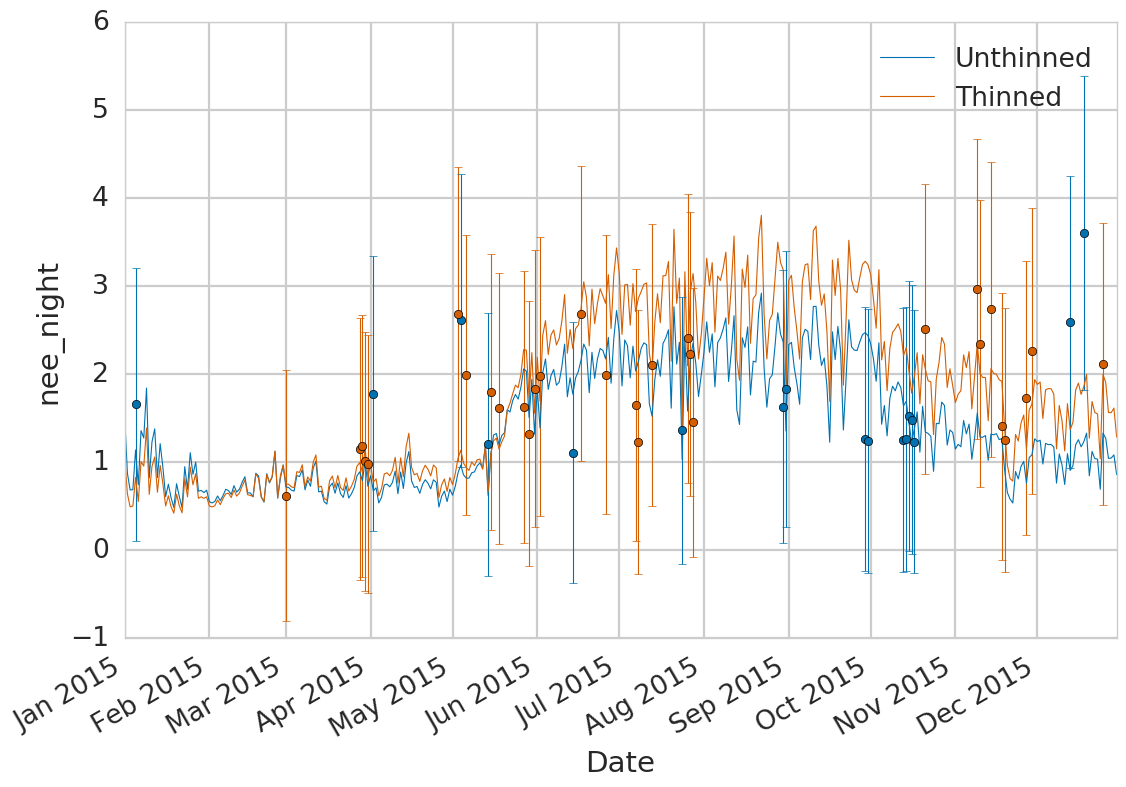 6
5
4
3
2
1
0
−1
nee_night
Unthinned
Thinned
Jan 2015
Feb 2015
Mar 2015
Apr 2015
May 2015
Jun 2015
Jul 2015
Aug 2015
Sep 2015
Oct 2015
Nov 2015
Dec 2015
Date